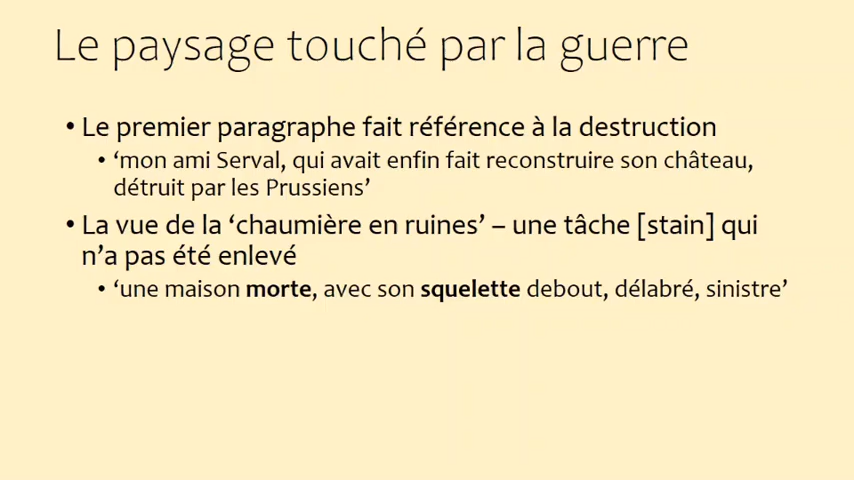 Le paysage touché par la guerre
• Le premier paragraphe fait référence à la destruction
• ‘mon ami Serval, qui avait enfin fait reconstruire son château,
détruit par les Prussiens’
• La vue de la ‘chaumière en ruines’ – une tâche [stain] qui
n’a pas été enlevé
• ‘une maison morte, avec son squelette debout, délabré, sinistre’